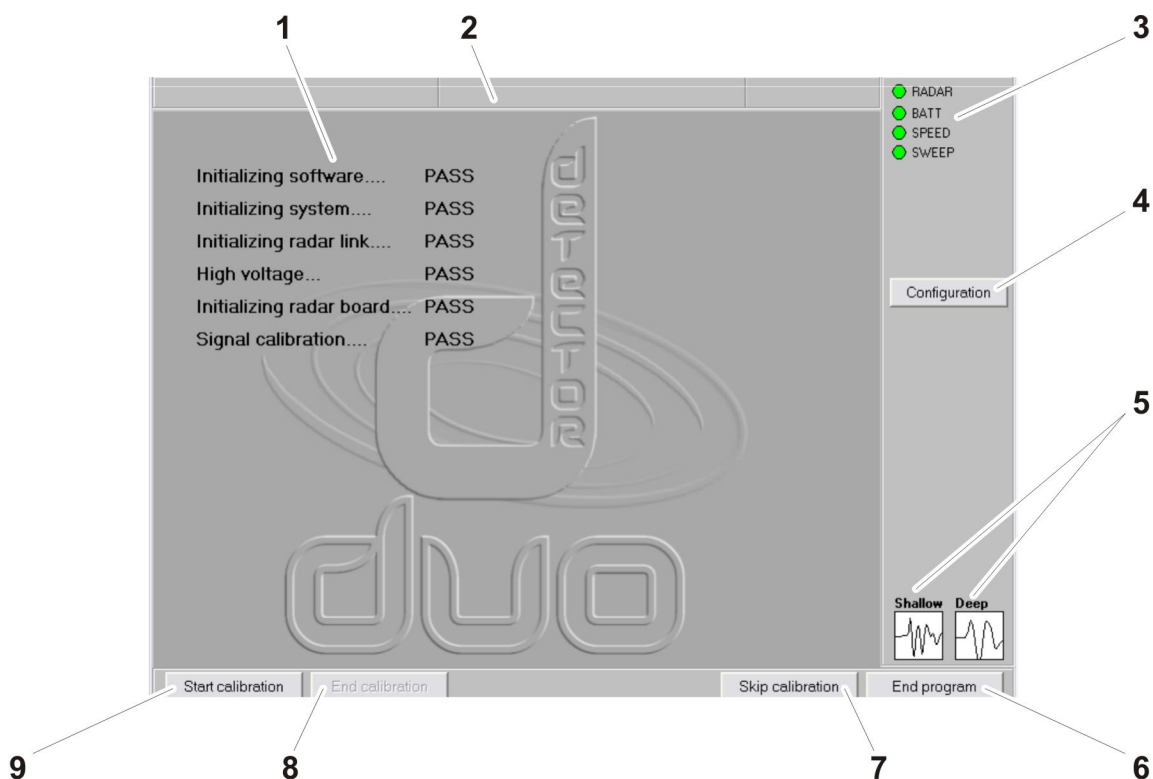 1
2
3
RADAR
BATT
SPEED
SWEEP
4
Initializing software.... PASS
Initializing system.... PASS
Initializing radar link.... PASS
High voltage... PASS
Initializing radar board.... PASS
Signal calibration.... PASS
detector
duo
Configuration
5
Shallow Deep
Start calibration End calibration Skip calibration End program
9
8
7
6